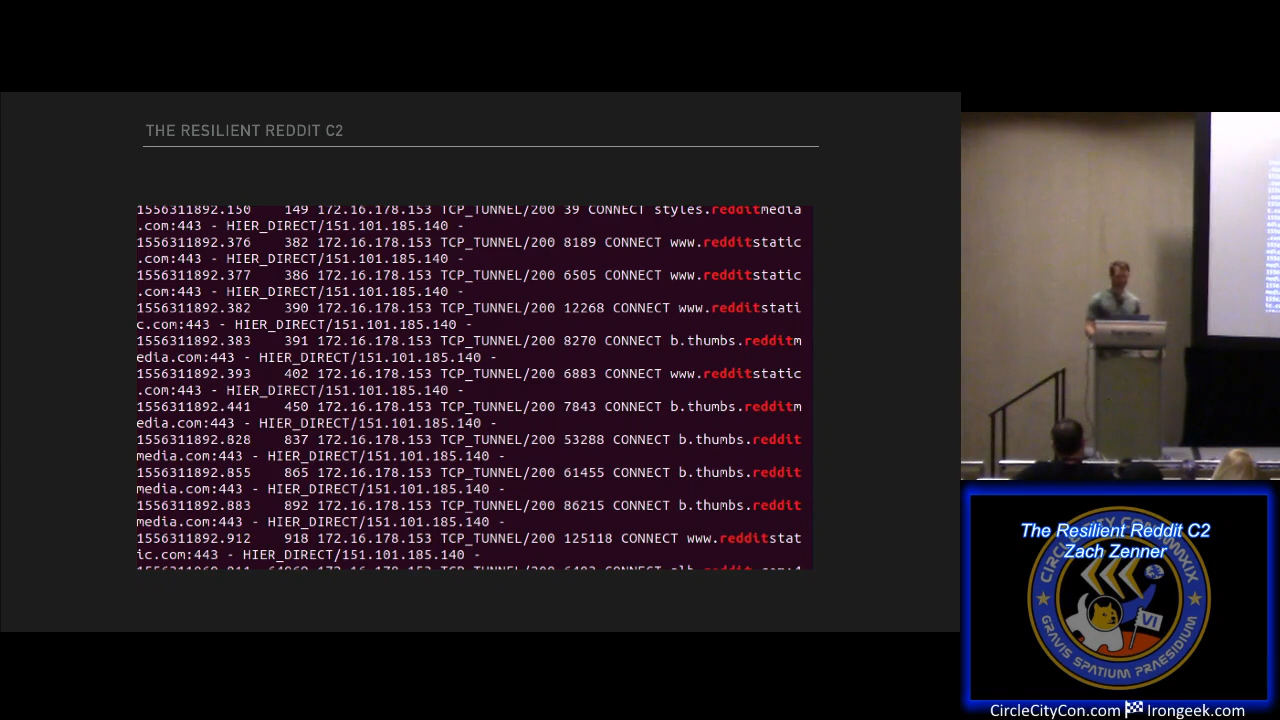 THE RESILIENT REDDIT C2
1556311892.150    149 172.16.178.153 TCP_TUNNEL/200 39 CONNECT styles.redditmedia
.com:443 - HIER_DIRECT/151.101.185.140 -
1556311892.376    382 172.16.178.153 TCP_TUNNEL/200 8189 CONNECT www.redditstatic
.com:443 - HIER_DIRECT/151.101.185.140 -
1556311892.377    386 172.16.178.153 TCP_TUNNEL/200 6505 CONNECT www.redditstatic
.com:443 - HIER_DIRECT/151.101.185.140 -
1556311892.382    390 172.16.178.153 TCP_TUNNEL/200 12268 CONNECT www.redditstati
c.com:443 - HIER_DIRECT/151.101.185.140 -
1556311892.383    391 172.16.178.153 TCP_TUNNEL/200 8270 CONNECT b.thumbs.redditm
edia.com:443 - HIER_DIRECT/151.101.185.140 -
1556311892.393    402 172.16.178.153 TCP_TUNNEL/200 6883 CONNECT www.redditstatic
.com:443 - HIER_DIRECT/151.101.185.140 -
1556311892.441    450 172.16.178.153 TCP_TUNNEL/200 7843 CONNECT b.thumbs.redditm
edia.com:443 - HIER_DIRECT/151.101.185.140 -
1556311892.828    837 172.16.178.153 TCP_TUNNEL/200 53288 CONNECT b.thumbs.reddit
media.com:443 - HIER_DIRECT/151.101.185.140 -
1556311892.855    865 172.16.178.153 TCP_TUNNEL/200 61455 CONNECT b.thumbs.reddit
media.com:443 - HIER_DIRECT/151.101.185.140 -
1556311892.883    892 172.16.178.153 TCP_TUNNEL/200 86215 CONNECT b.thumbs.reddit
media.com:443 - HIER_DIRECT/151.101.185.140 -
1556311892.912    918 172.16.178.153 TCP_TUNNEL/200 125118 CONNECT www.redditstat
ic.com:443 - HIER_DIRECT/151.101.185.140 -
The Resilient Reddit C2
Zach Zenner
CIRCLE CITY CON MMXIX
VI
GRAVIS SPATIUM PRAESIDIUM
CircleCityCon.com Irongeek.com